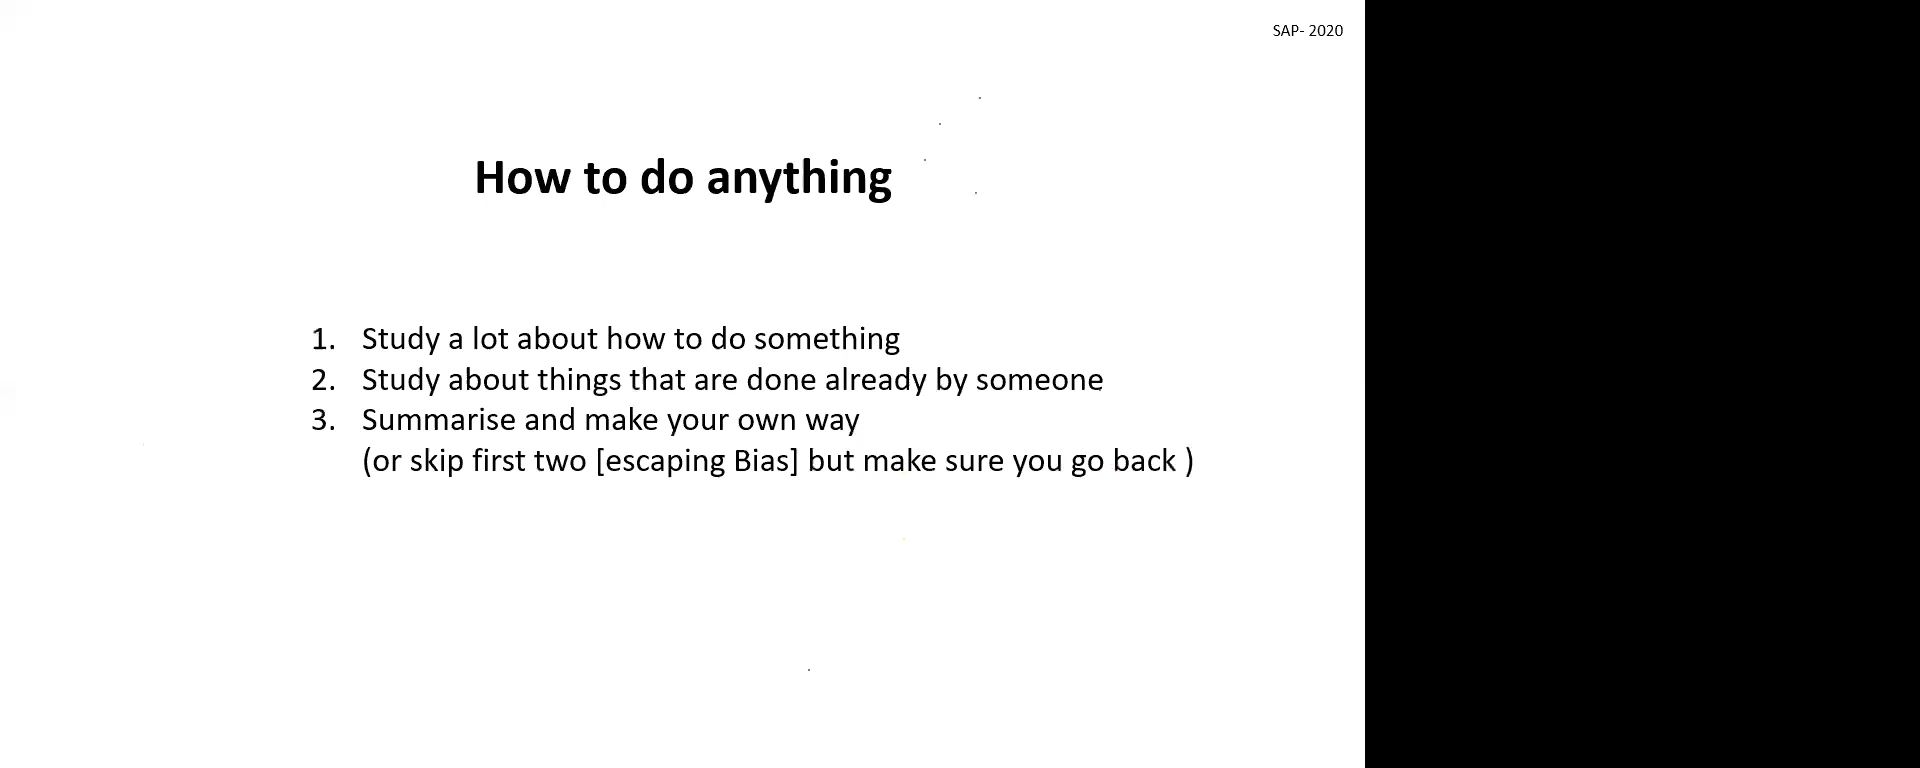 SAP- 2020
How to do anything
1. Study a lot about how to do something
2. Study about things that are done already by someone
3. Summarise and make your own way
(or skip first two [escaping Bias] but make sure you go back )